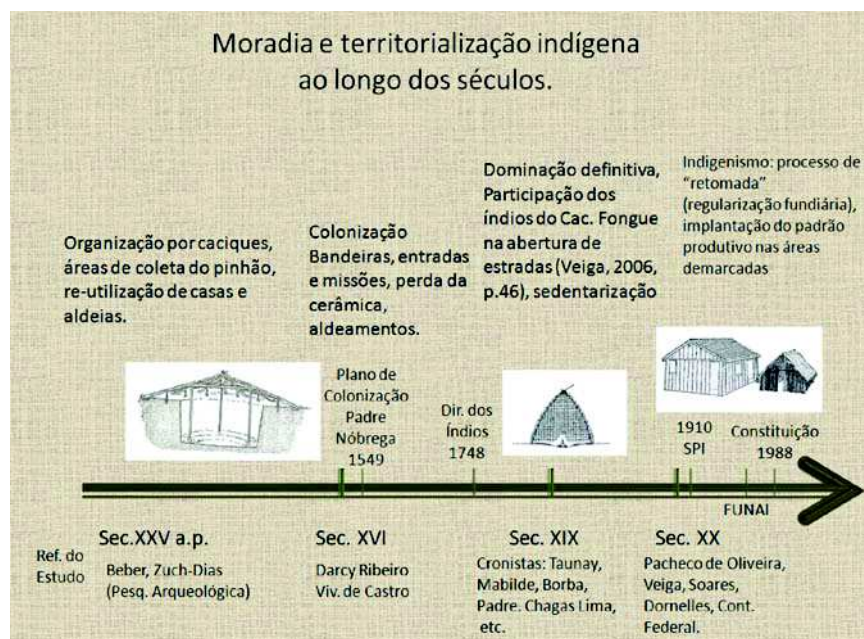 Moradia e territorialização indígena
ao longo dos séculos.
Organização por caciques,
áreas de coleta do pinhão,
re-utilização de casas e
aldeias.
Colonização
Bandeiras, entradas
e missões, perda da
cerâmica,
aldeamentos.
Dominação definitiva,
Participação dos
índios do Cac. Fongue
na abertura de
estradas (Veiga, 2006,
p.46), sedentarização
Indigenismo: processo de
“retomada”
(regularização fundiária),
implantação do padrão
produtivo nas áreas
demarcadas
Plano de
Colonização
Padre
Nóbrega
1549
Dir. dos
Índios
1748
1910
SPI
Constituição
1988
FUNAI
Ref. do
Estudo
Sec.XXV a.p.
Beber, Zuch-Dias
(Pesq. Arqueológica)
Sec. XVI
Darcy Ribeiro
Viv. de Castro
Sec. XIX
Cronistas: Taunay,
Mabilde, Borba,
Padre. Chagas Lima,
etc.
Sec. XX
Pacheco de Oliveira,
Veiga, Soares,
Dornelles, Cont.
Federal.